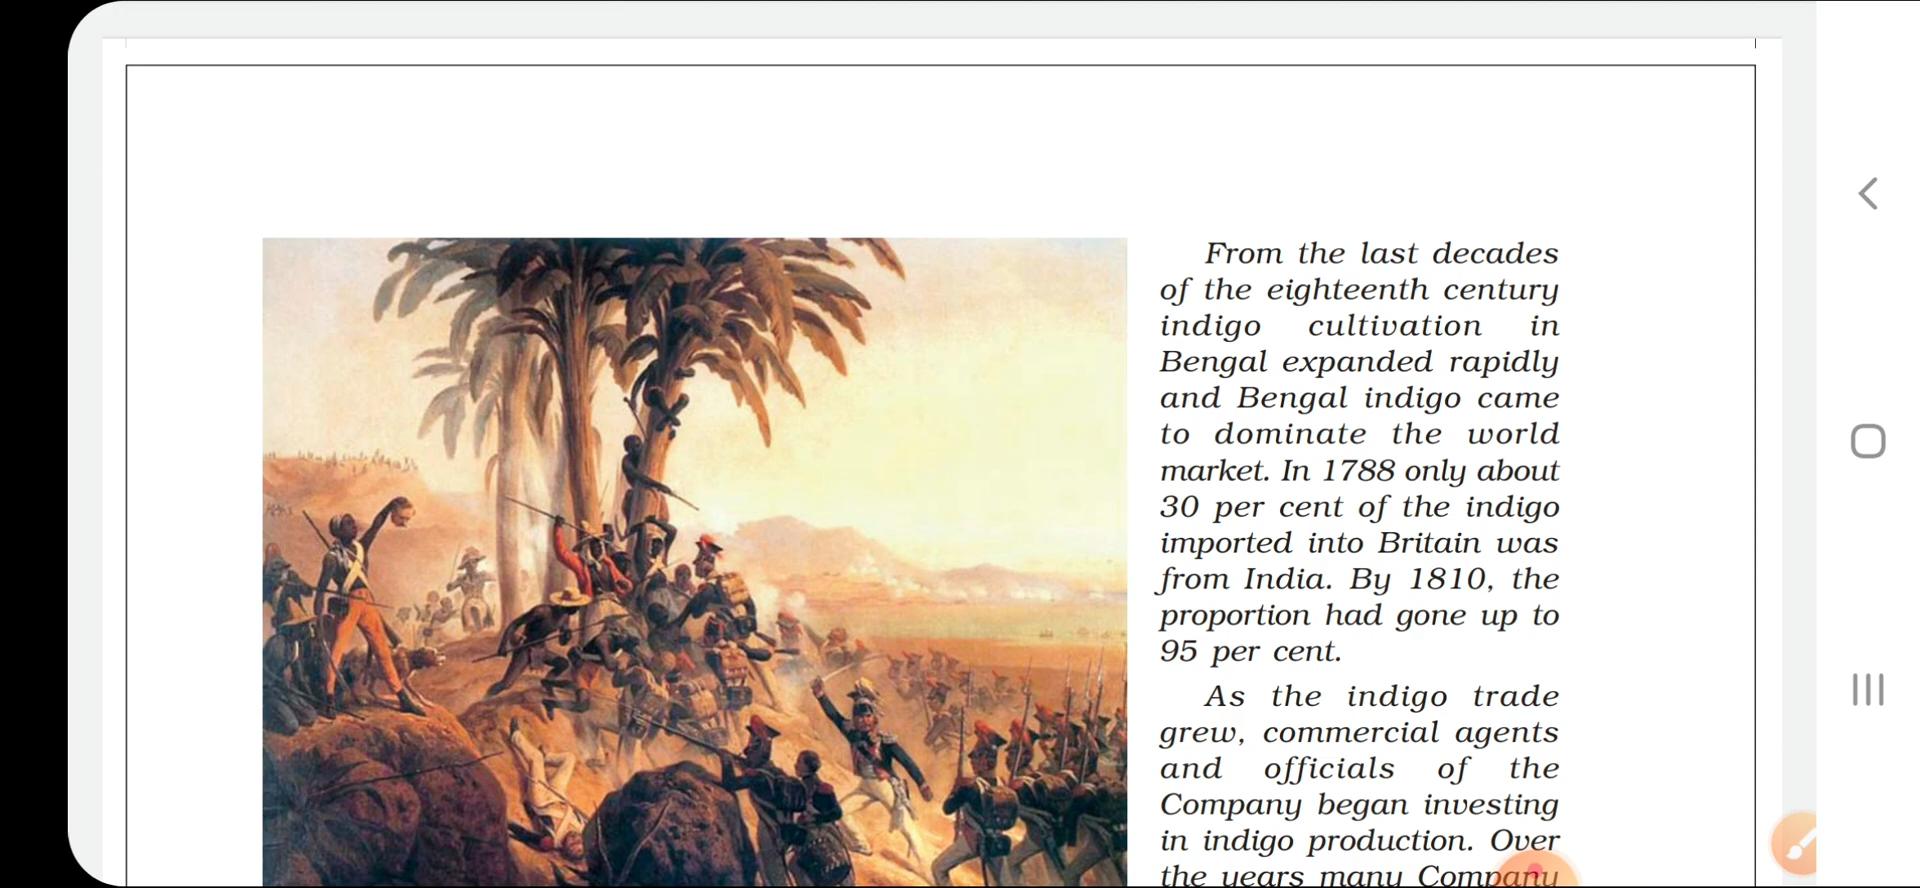 From the last decades
of the eighteenth century
indigo cultivation in
Bengal expanded rapidly
and Bengal indigo came
to dominate the world
market. In 1788 only about
30 per cent of the indigo
imported into Britain was
from India. By 1810, the
proportion had gone up to
95 per cent.
As the indigo trade
grew, commercial agents
and officials of the
Company began investing
in indigo production. Over
the years many Company